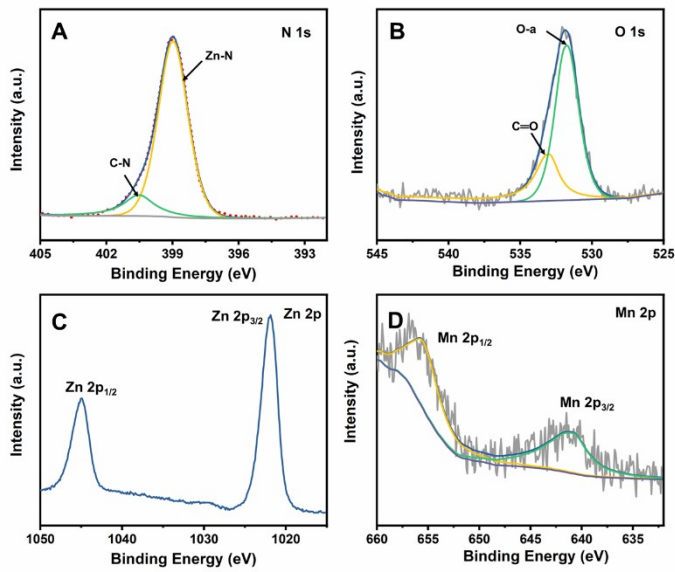 A
N 1s
Zn-N
C-N
Intensity (a.u.)
405 402 399 396 393
Binding Energy (eV)
B
O 1s
O-a
C=O
Intensity (a.u.)
545 540 535 530 525
Binding Energy (eV)
C
Zn 2p3/2 Zn 2p
Zn 2p1/2
Intensity (a.u.)
1050 1040 1030 1020
Binding Energy (eV)
D
Mn 2p
Mn 2p1/2
Mn 2p3/2
Intensity (a.u.)
660 655 650 645 640 635
Binding Energy (eV)